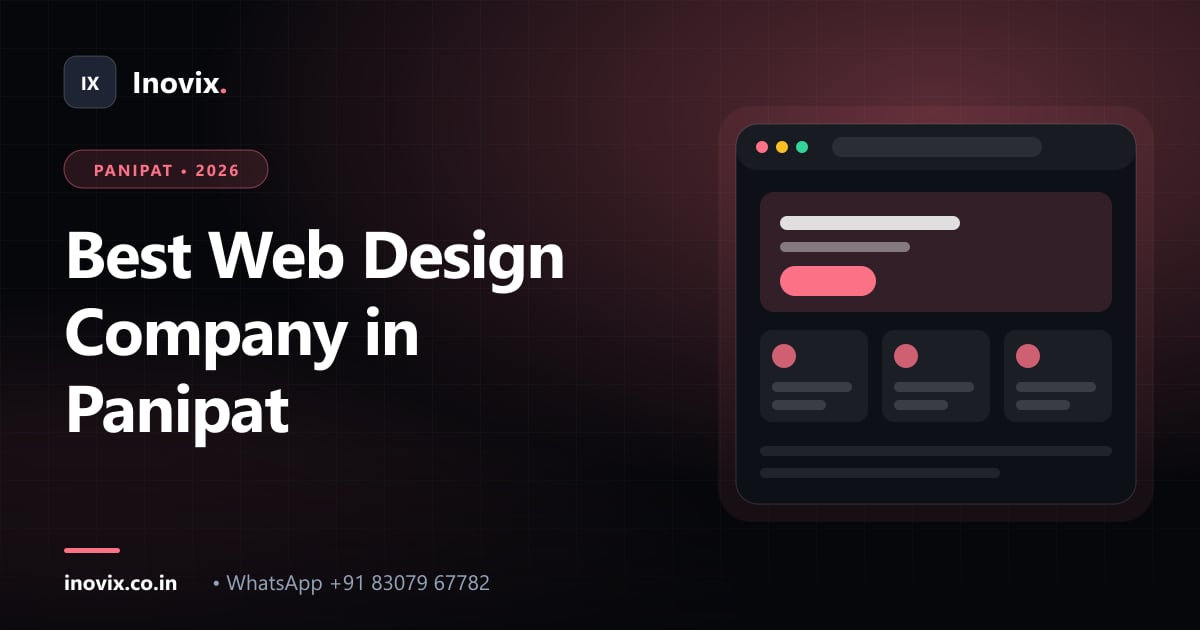 IX
Inovix.
PANIPAT • 2026
Best Web Design
Company in
Panipat
inovix.co.in • WhatsApp +91 83079 67782